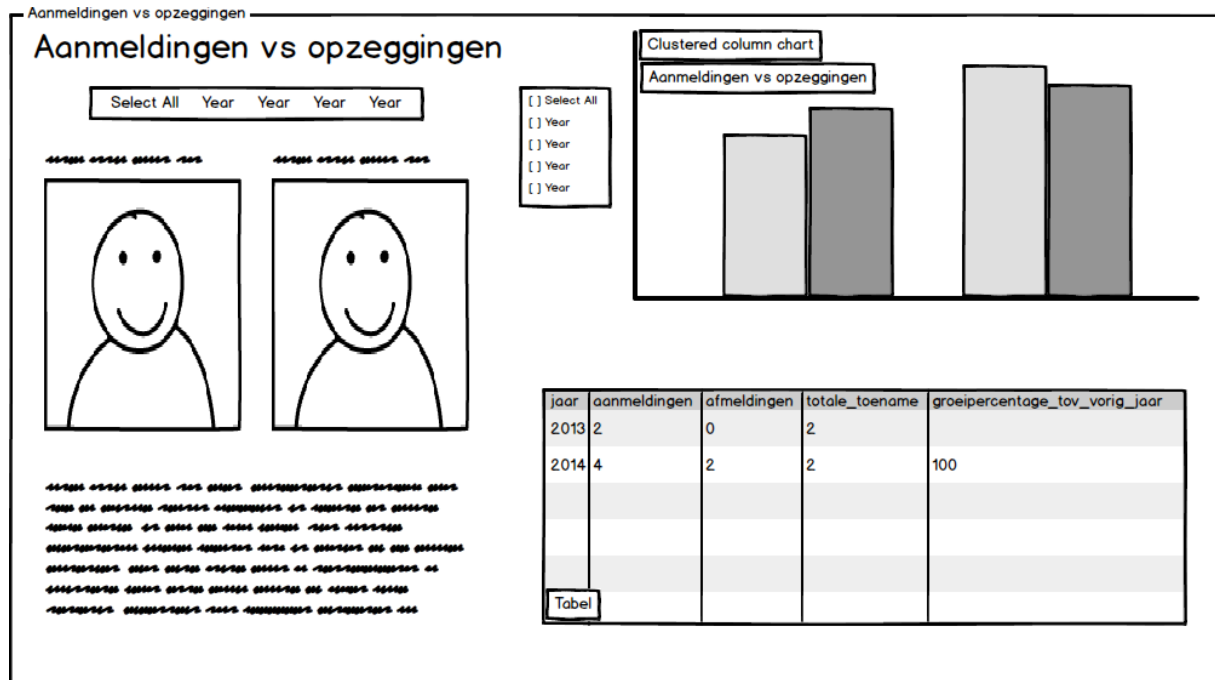 Aanmeldingen vs opzeggingen
Aanmeldingen vs opzeggingen
Select All Year Year Year Year
[ ] Select All
[ ] Year
[ ] Year
[ ] Year
[ ] Year
Clustered column chart
Aanmeldingen vs opzeggingen
jaar aanmeldingen afmeldingen totale_toename groeipercentage_tov_vorig_jaar
2013 2 0 2
2014 4 2 2 100
Tabel